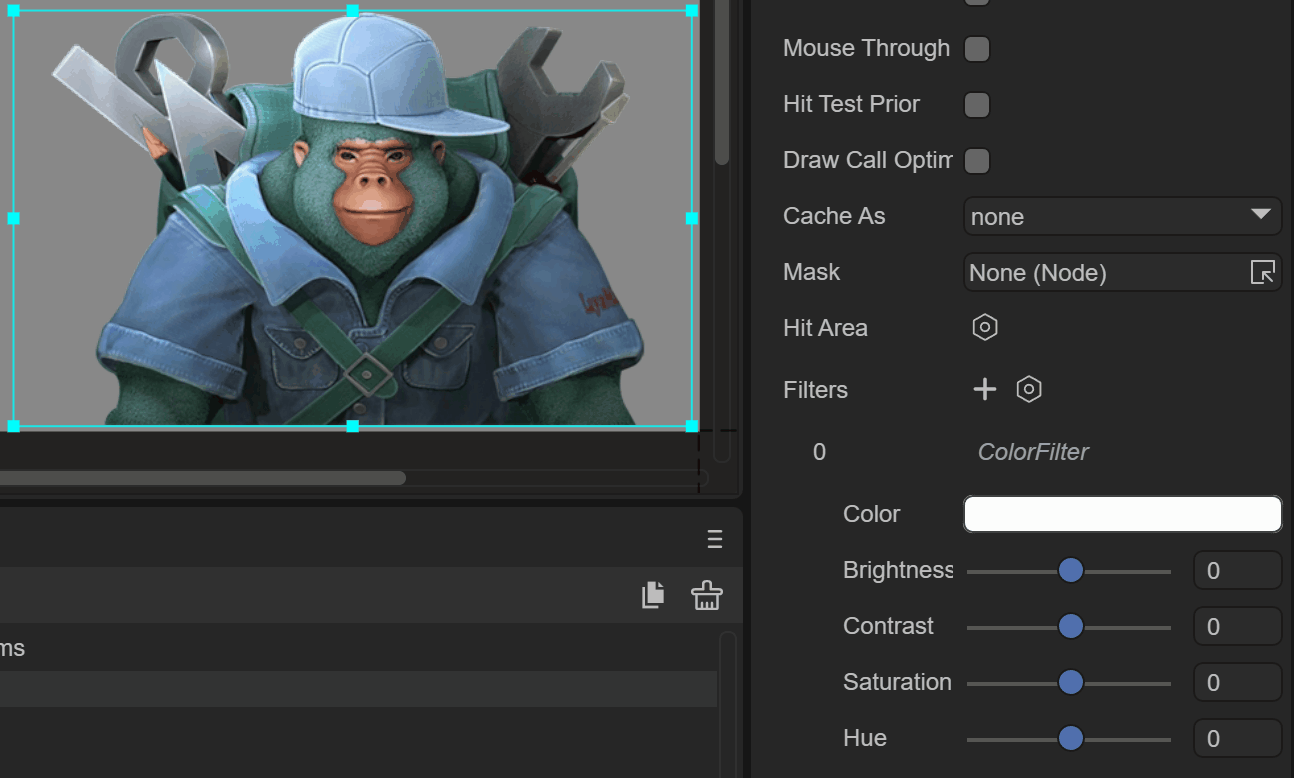 Mouse Through
Hit Test Prior
Draw Call Optim
Cache As
none
Mask
None (Node)
Hit Area
Filters
0
ColorFilter
Color
Brightness
0
Contrast
0
Saturation
0
Hue
0
ms